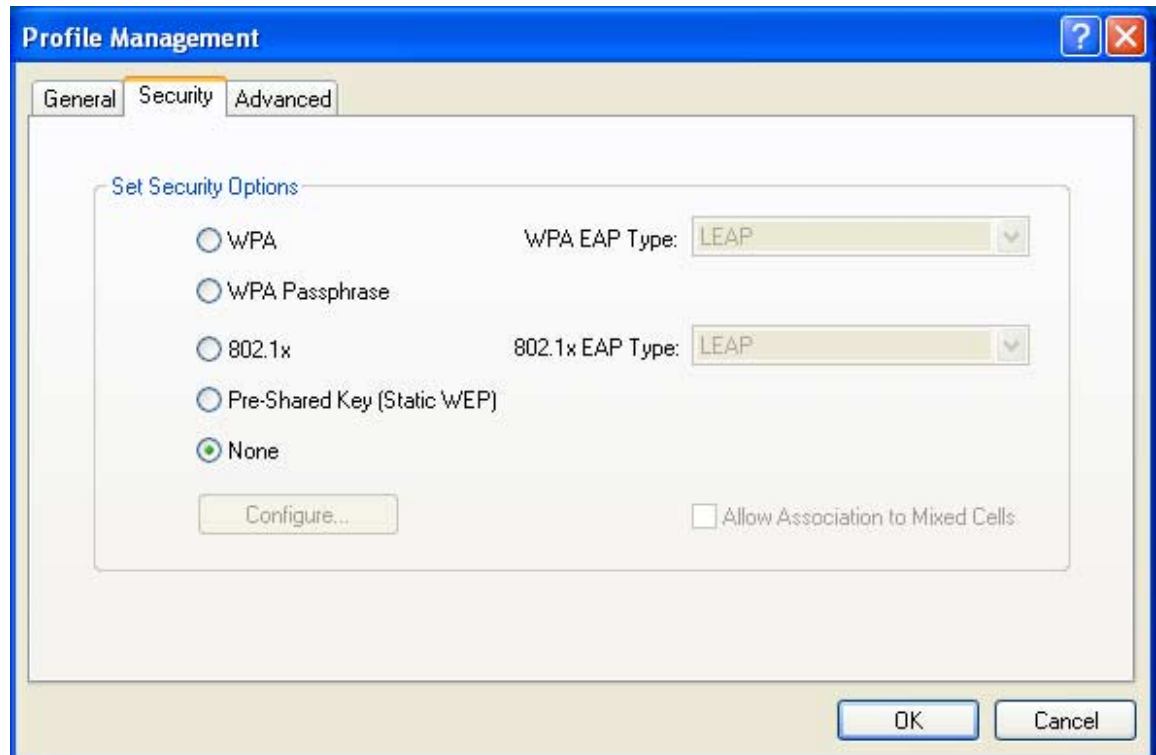 Profile Management
General Security Advanced
Set Security Options
WPA WPA EAP Type: LEAP
WPA Passphrase
802.1x 802.1x EAP Type: LEAP
Pre-Shared Key (Static WEP)
None
Configure... Allow Association to Mixed Cells
OK Cancel